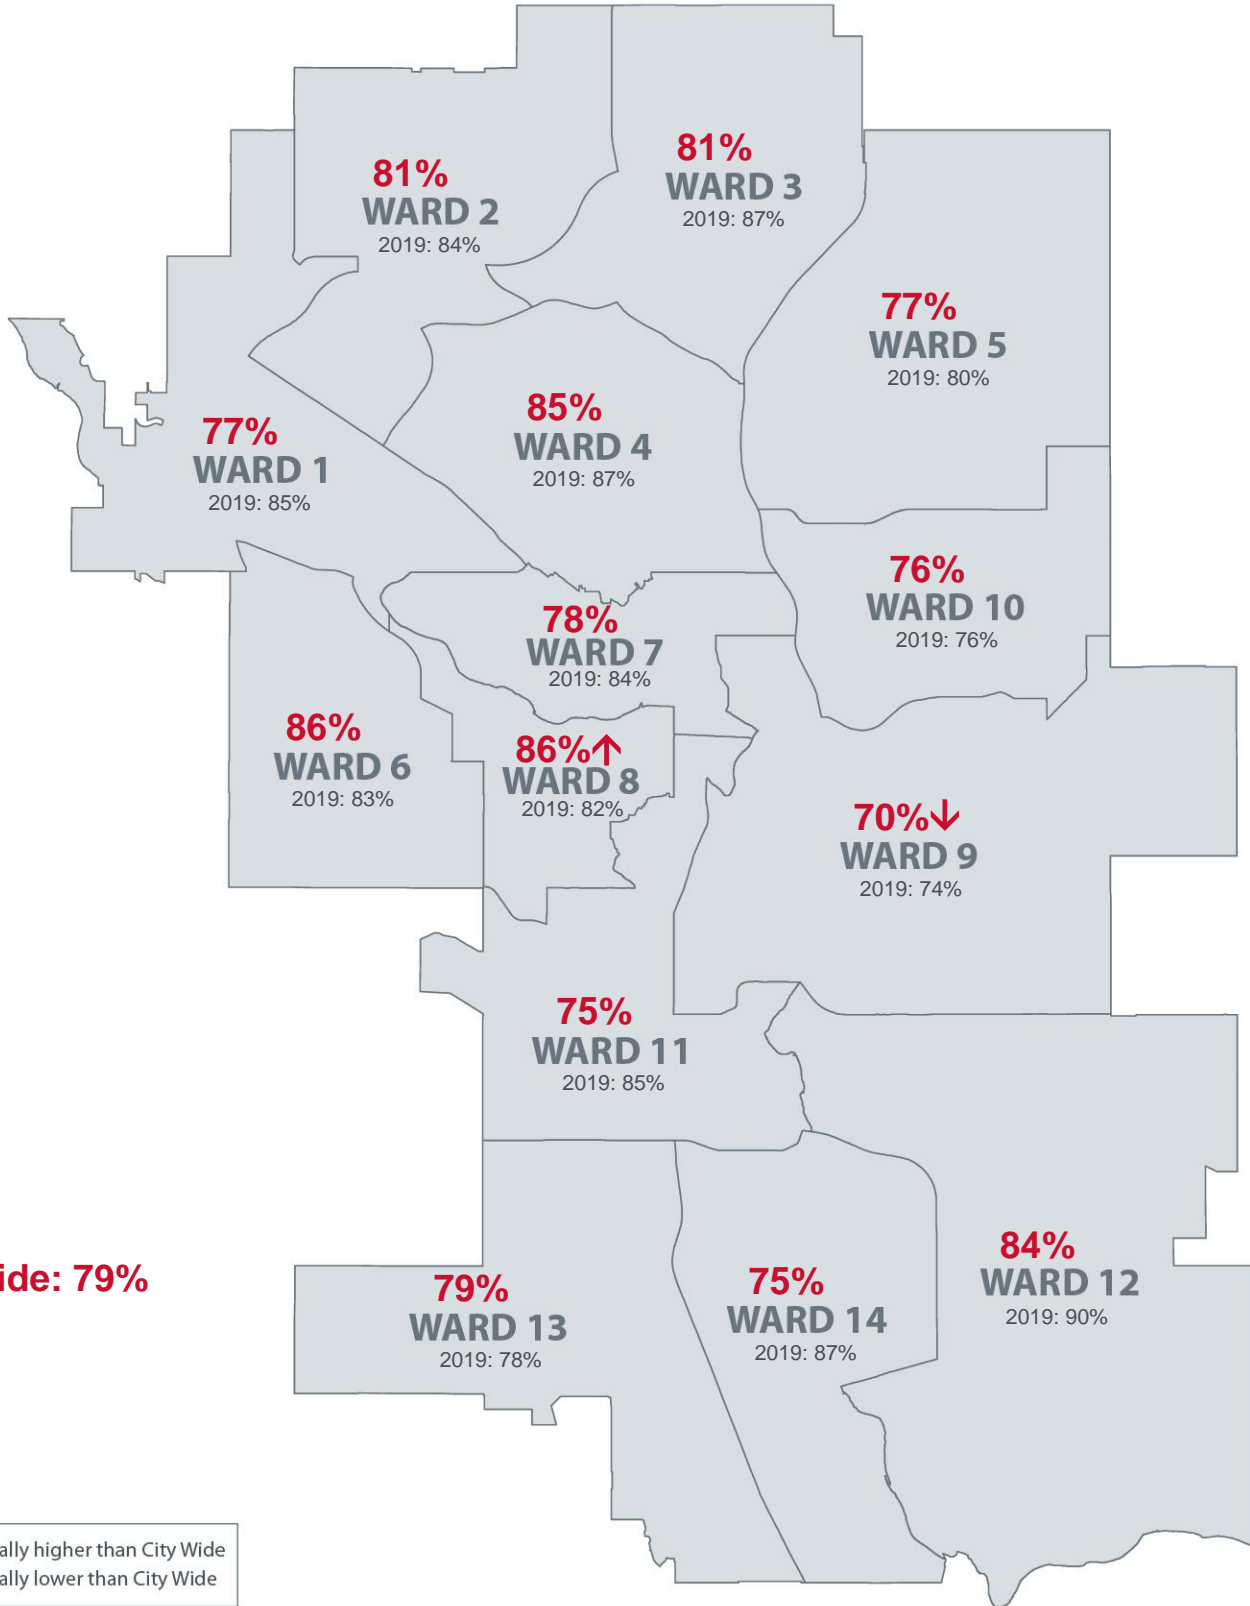 81%
WARD 2
2019: 84%
81%
WARD 3
2019: 87%
77%
WARD 5
2019: 80%
77%
WARD 1
2019: 85%
85%
WARD 4
2019: 87%
76%
WARD 10
2019: 76%
78%
WARD 7
2019: 84%
86%
WARD 6
2019: 83%
86%↑
WARD 8
2019: 82%
70%↓
WARD 9
2019: 74%
75%
WARD 11
2019: 85%
84%
WARD 12
2019: 90%
ide: 79%
79%
WARD 13
2019: 78%
75%
WARD 14
2019: 87%
ally higher than City Wide
ally lower than City Wide